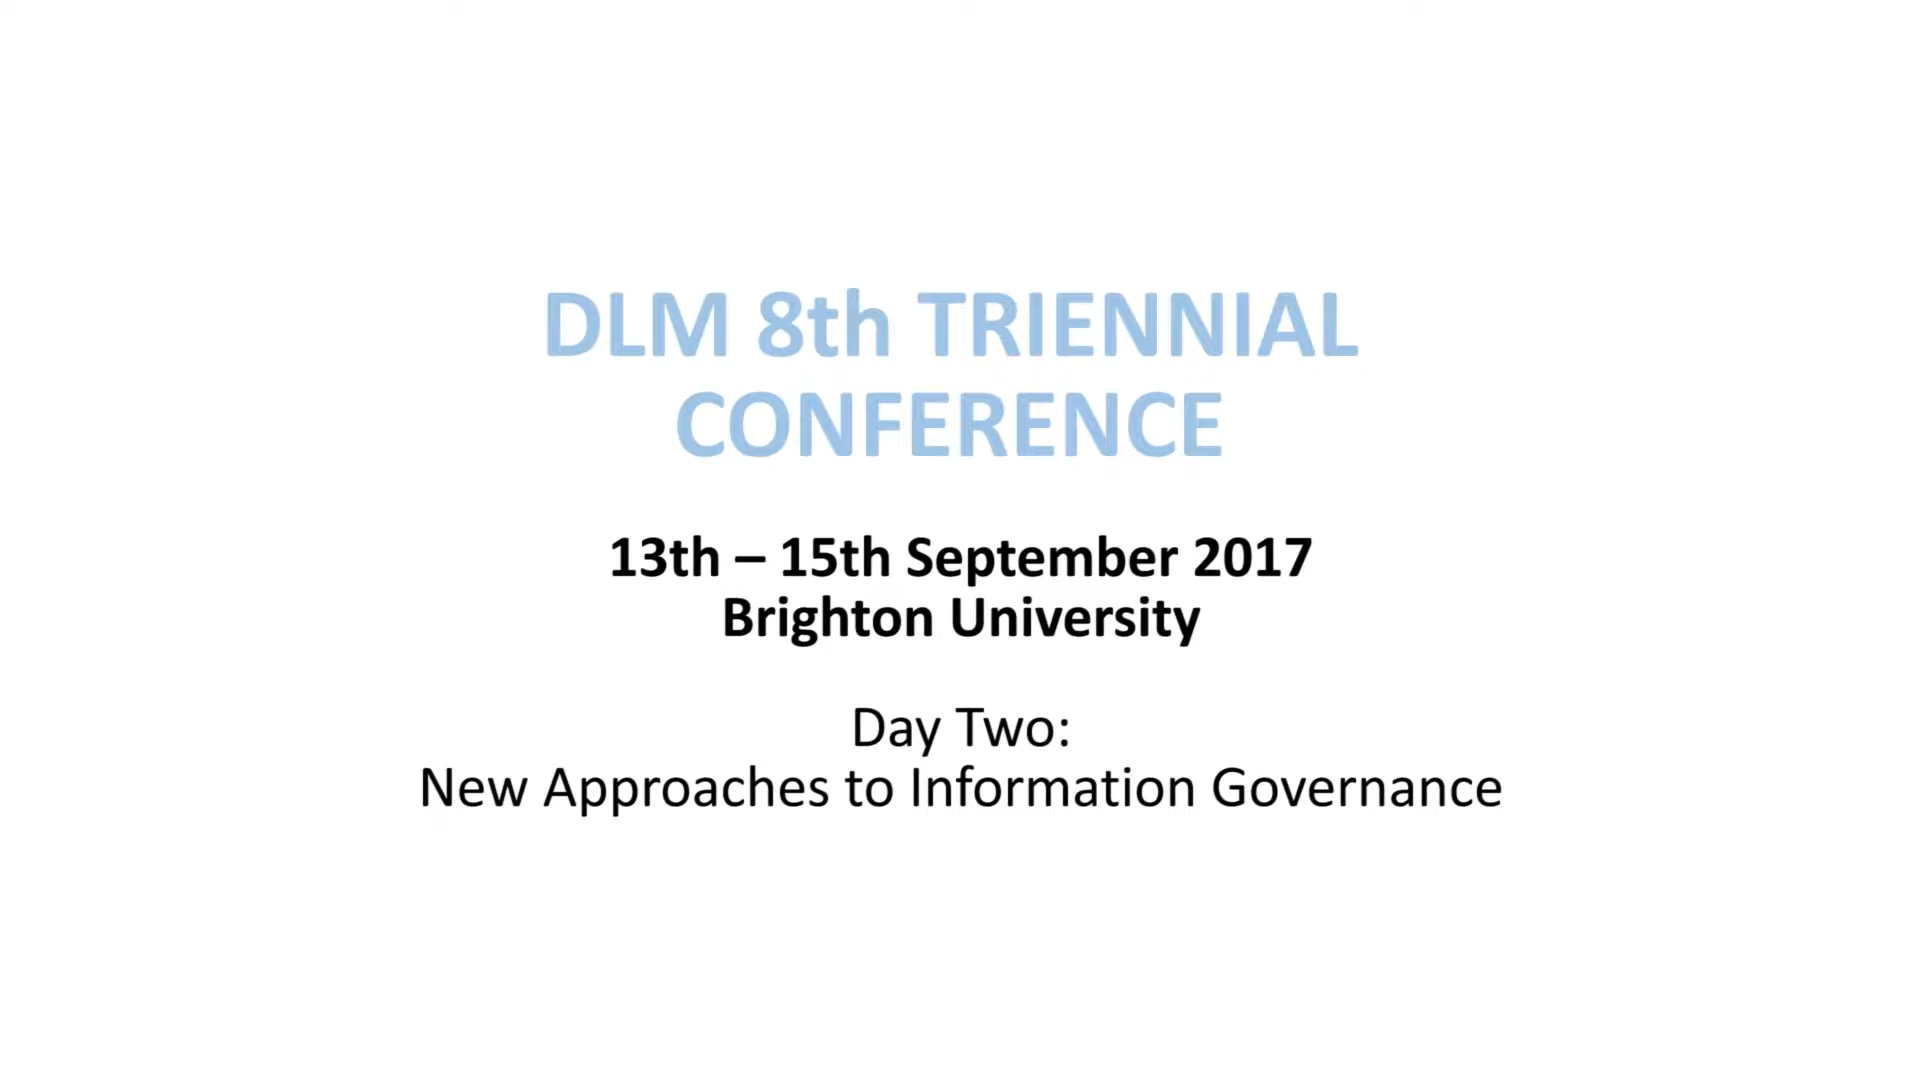 DLM 8th TRIENNIAL
CONFERENCE
13th – 15th September 2017
Brighton University
Day Two:
New Approaches to Information Governance